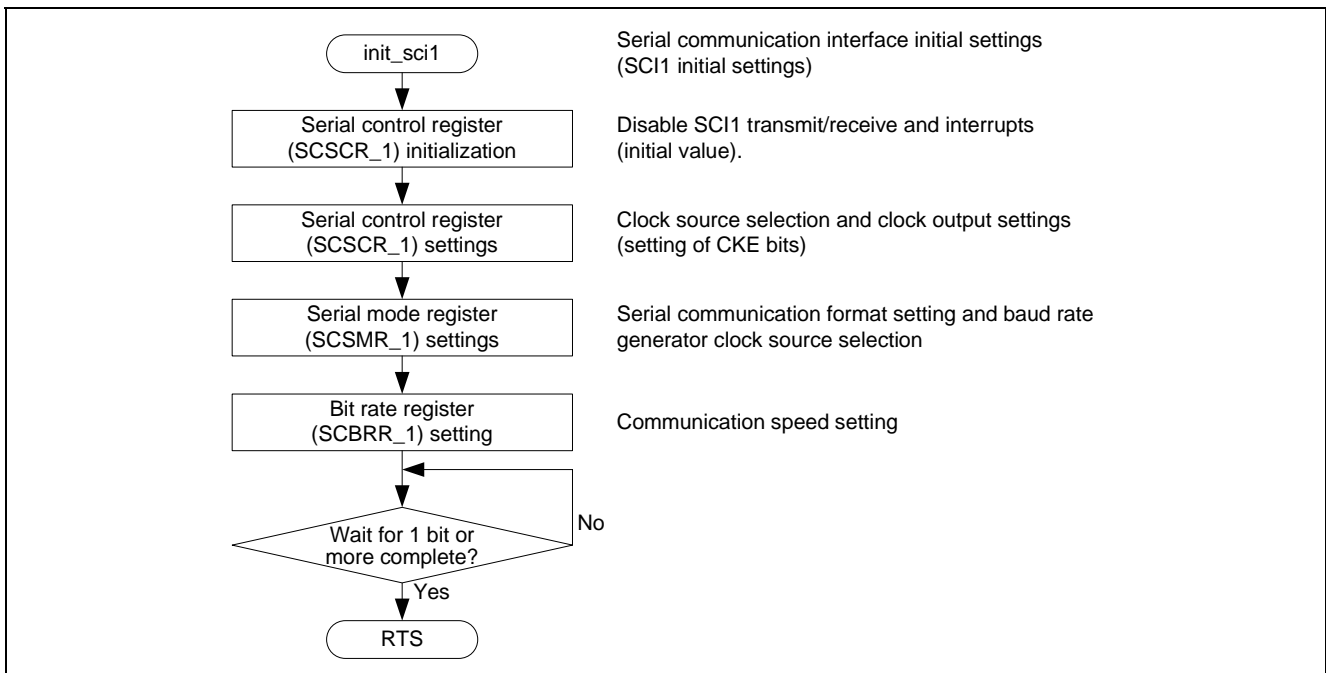 init_sci1
Serial communication interface initial settings
(SCI1 initial settings)
Serial control register
(SCSCR_1) initialization
Disable SCI1 transmit/receive and interrupts
(initial value).
Serial control register
(SCSCR_1) settings
Clock source selection and clock output settings
(setting of CKE bits)
Serial mode register
(SCSMR_1) settings
Serial communication format setting and baud rate
generator clock source selection
Bit rate register
(SCBRR_1) setting
Communication speed setting
No
Wait for 1 bit or
more complete?
Yes
RTS